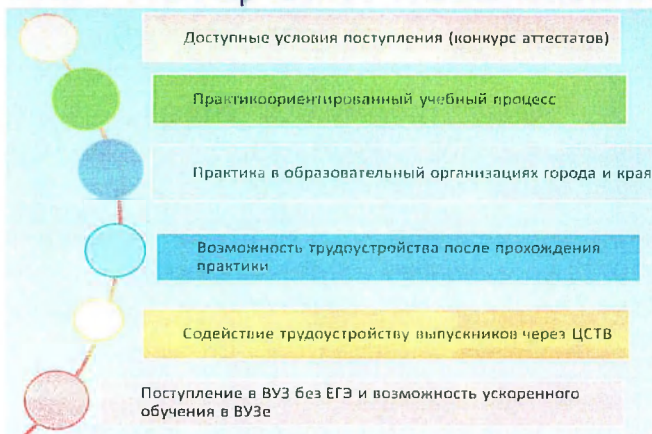 Доступные условия поступления (конкурс аттестатов)
Практикоориентированный учебный процесс
Практика в образовательный организациях города и края
Возможность трудоустройства после прохождения
практики
Содействие трудоустройству выпускников через ЦСТВ
Поступление в ВУЗ без ЕГЭ и возможность ускоренного
обучения в ВУЗе